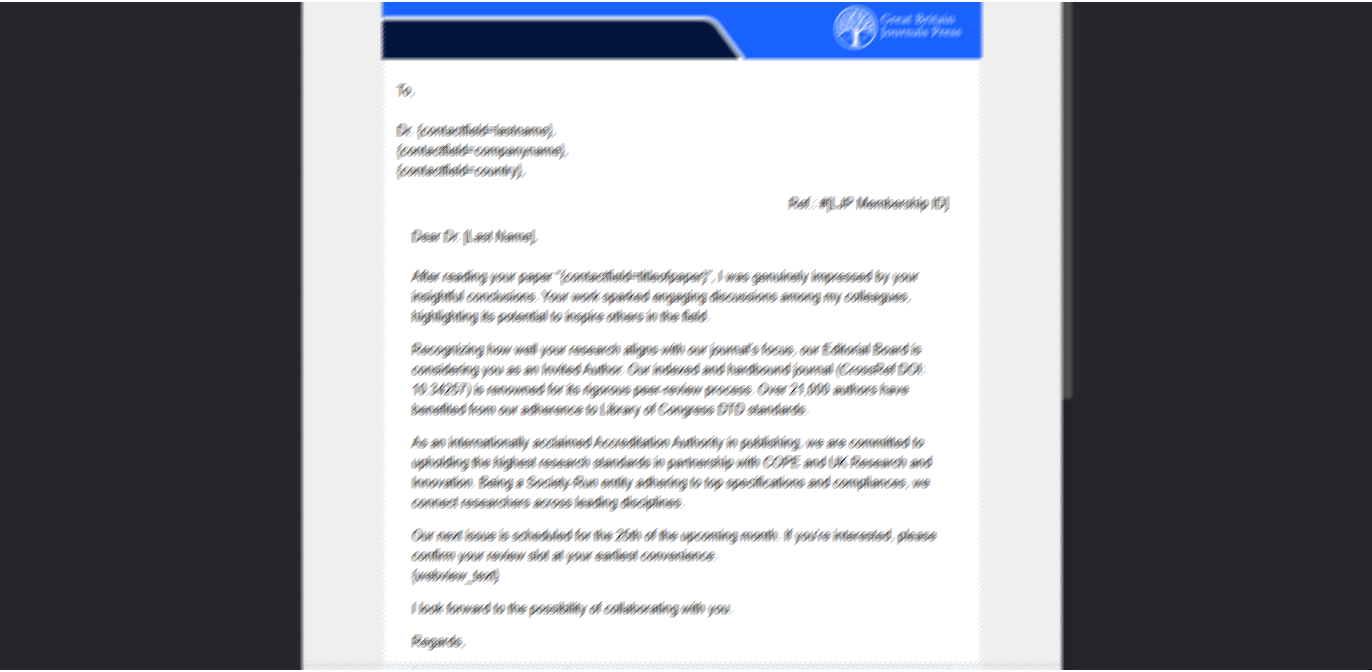 Great Britain
Journals Press
To,
Dr. {contactfield=lastname},
{contactfield=companyname},
{contactfield=country},
Ref.: #[LJP Membership ID]
Dear Dr. [Last Name],
After reading your paper "{contactfield=titleofpaper}", I was genuinely impressed by your
insightful conclusions. Your work sparked engaging discussions among my colleagues,
highlighting its potential to inspire others in the field.
Recognizing how well your research aligns with our journal's focus, our Editorial Board is
considering you as an Invited Author. Our indexed and hardbound journal (CrossRef DOI:
10.34257) is renowned for its rigorous peer-review process. Over 21,000 authors have
benefited from our adherence to Library of Congress DTD standards.
As an internationally acclaimed Accreditation Authority in publishing, we are committed to
upholding the highest research standards in partnership with COPE and UK Research and
Innovation. Being a Society-Run entity adhering to top specifications and compliances, we
connect researchers across leading disciplines.
Our next issue is scheduled for the 25th of the upcoming month. If you're interested, please
confirm your review slot at your earliest convenience.
{webview_text}
I look forward to the possibility of collaborating with you.
Regards,